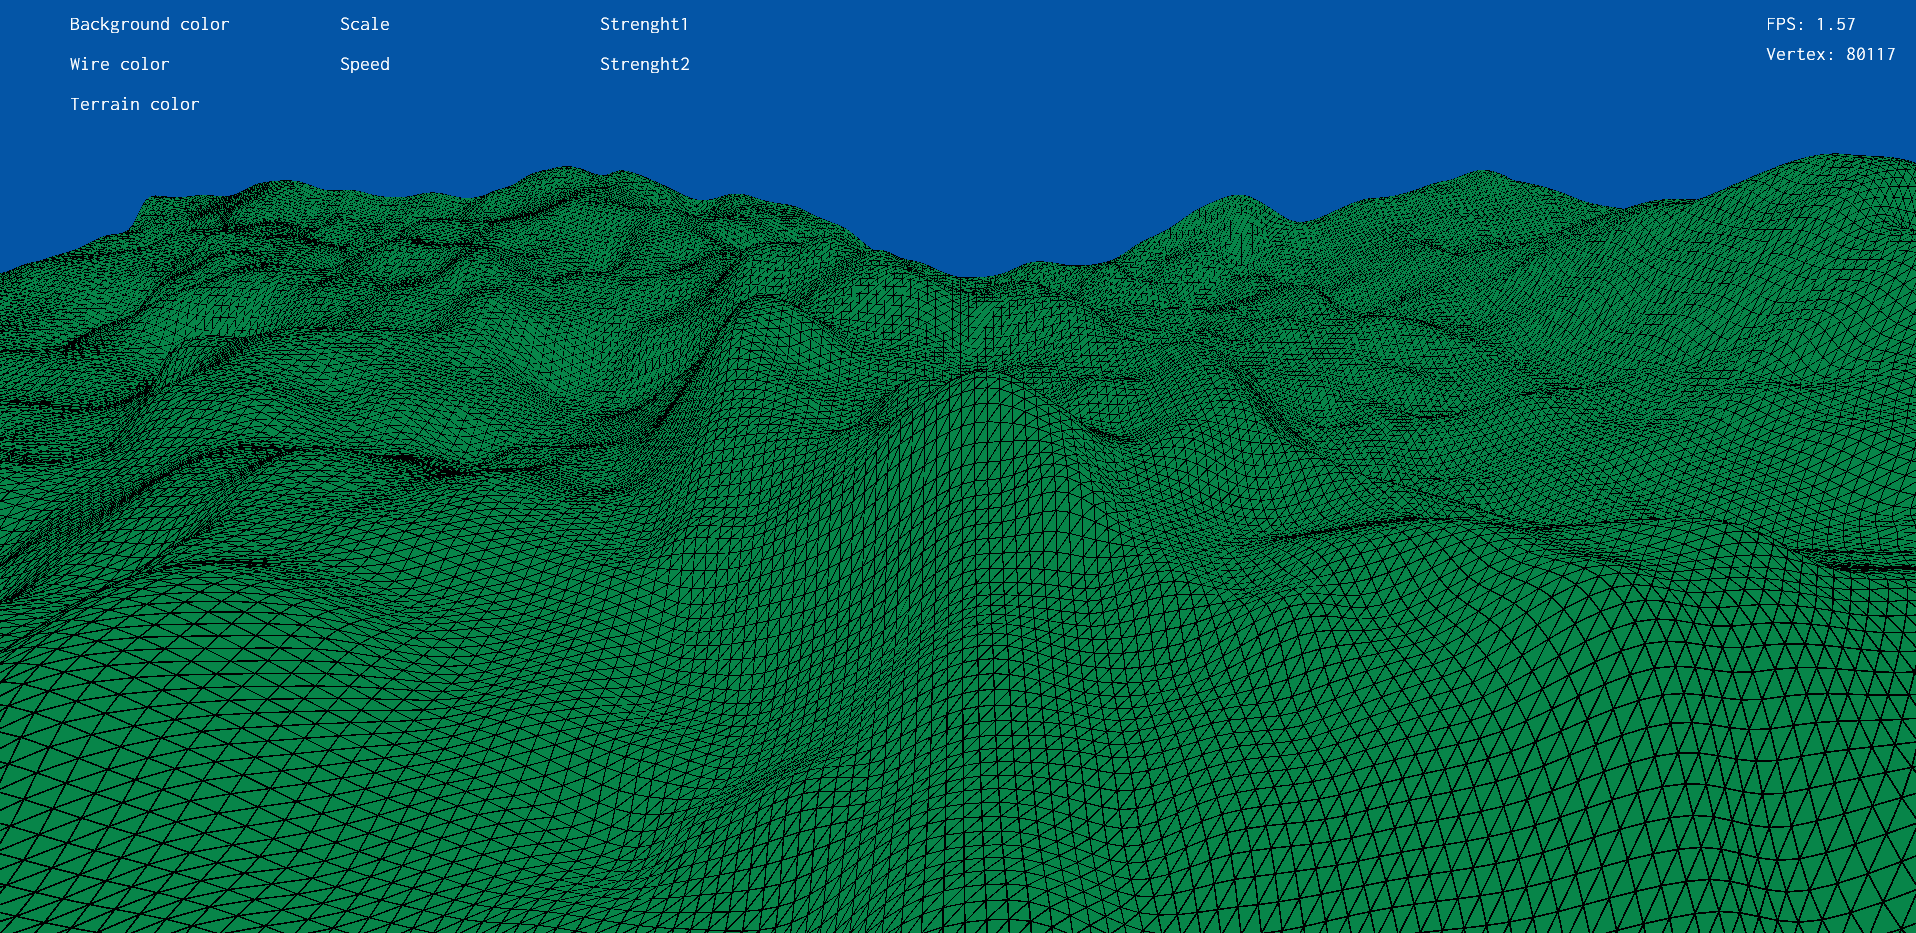 Background color
Scale
Strenght1
FPS: 1.57
Vertex: 80117
Wire color
Speed
Strenght2
Terrain color